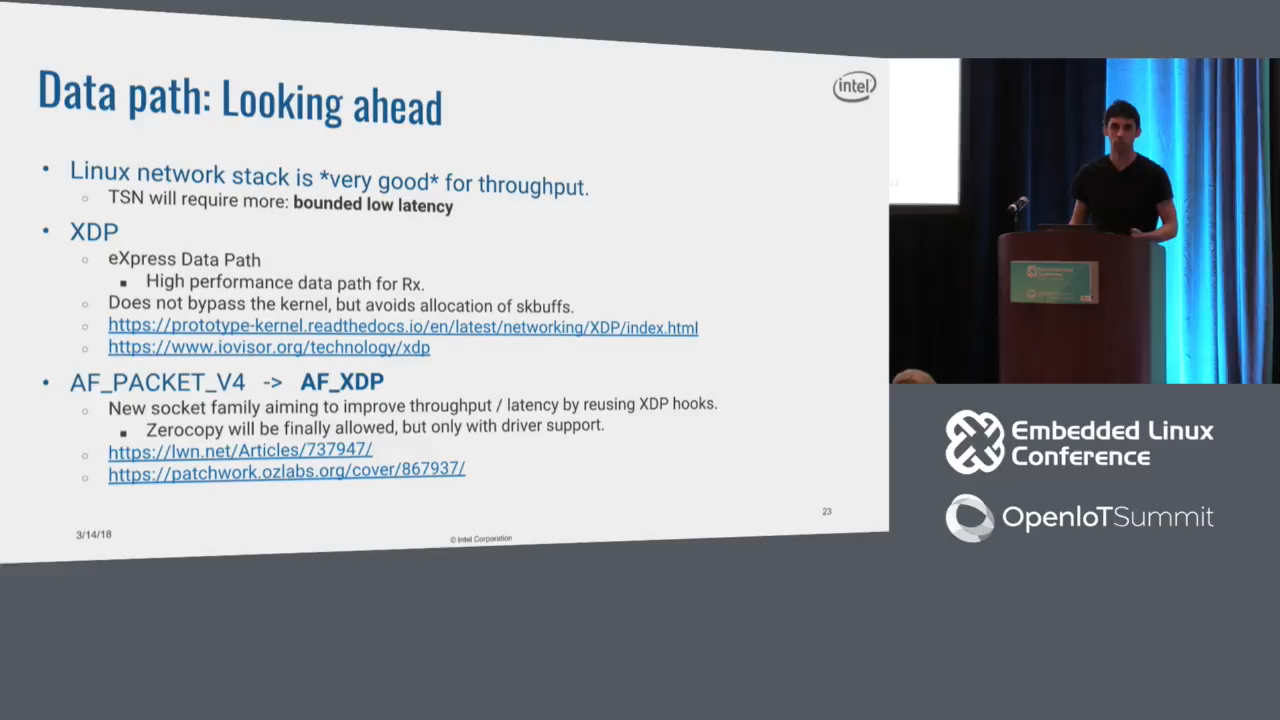 Data path: Looking ahead
intel
• Linux network stack is *very good* for throughput.
○ TSN will require more: bounded low latency
• XDP
○ eXpress Data Path
▪ High performance data path for Rx.
○ Does not bypass the kernel, but avoids allocation of skbuffs.
○ https://prototype-kernel.readthedocs.io/en/latest/networking/XDP/index.html
○ https://www.iovisor.org/technology/xdp
• AF_PACKET_V4 -> AF_XDP
○ New socket family aiming to improve throughput / latency by reusing XDP hooks.
▪ Zerocopy will be finally allowed, but only with driver support.
○ https://lwn.net/Articles/737947/
○ https://patchwork.ozlabs.org/cover/867937/
23
3/14/18
© Intel Corporation
Embedded Linux
Conference
OpenIoTSummit